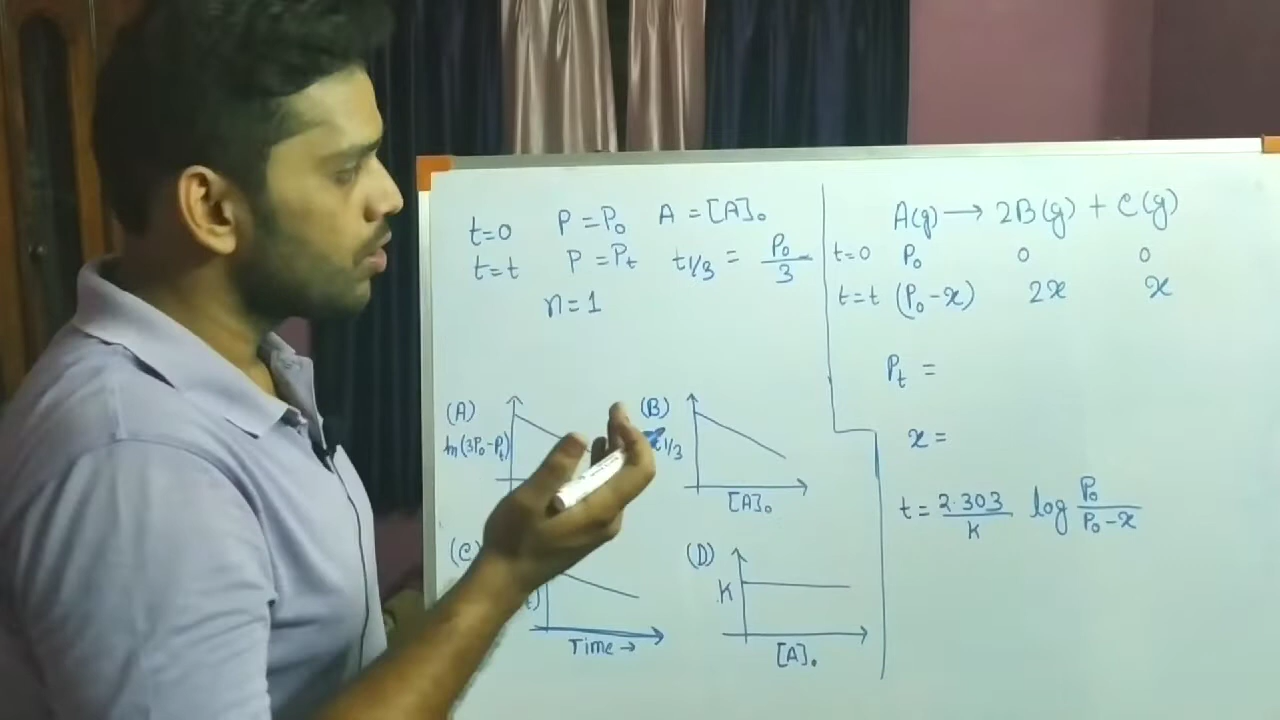 t=0 P=P₀ A=[A]₀
t=t P=Pₜ t1/3 = P₀/3
n=1
(A)
ln(3P₀-Pₜ)
(B)
1/3
[A]₀
(C)
Time →
(D)
K
[A]₀
A(g) → 2B(g) + C(g)
t=0 P₀ 0 0
t=t (P₀-x) 2x x
Pₜ =
x =
t = 2.303/K log P₀/P₀-x